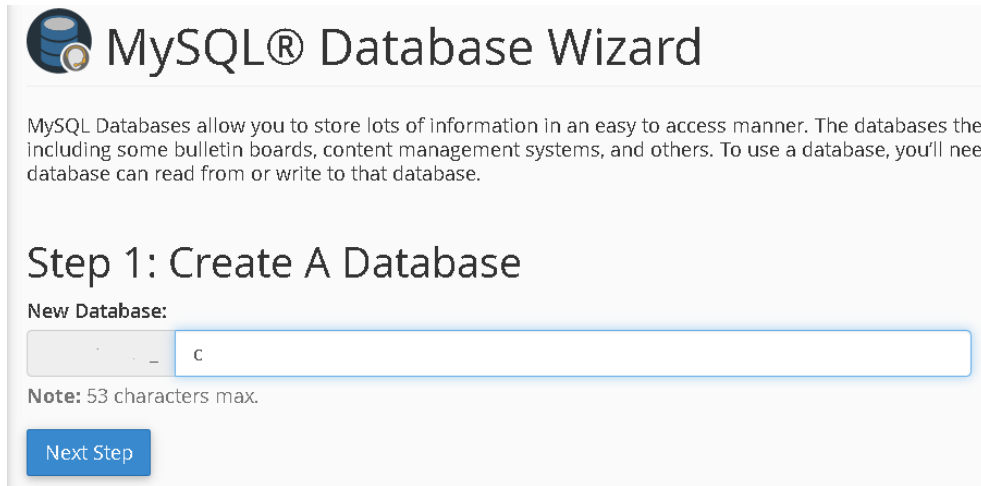 MySQL® Database Wizard
MySQL Databases allow you to store lots of information in an easy to access manner. The databases the
including some bulletin boards, content management systems, and others. To use a database, you'll nee
database can read from or write to that database.
Step 1: Create A Database
New Database:
_ c
Note: 53 characters max.
Next Step